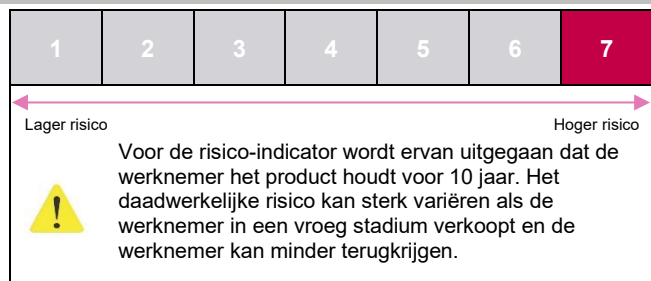 1 2 3 4 5 6 7
Lager risico Hoger risico
Voor de risico-indicator wordt ervan uitgegaan dat de
werknemer het product houdt voor 10 jaar. Het
daadwerkelijke risico kan sterk variëren als de
werknemer in een vroeg stadium verkoopt en de
werknemer kan minder terugkrijgen.